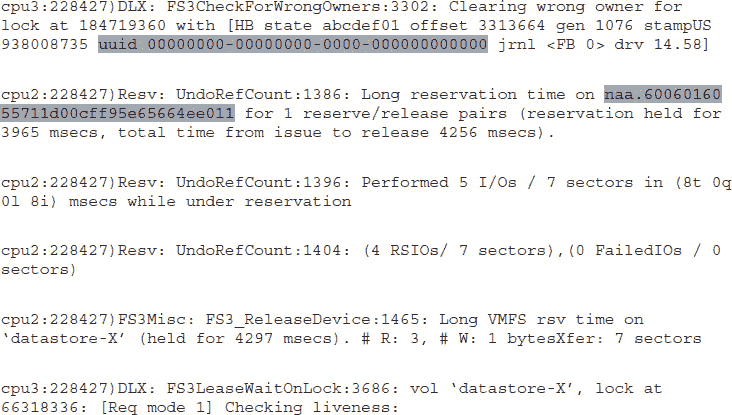 cpu3:228427)DLX: FS3CheckForWrongOwners:3302: Clearing wrong owner for
lock at 184719360 with [HB state abcdef01 offset 3313664 gen 1076 stampUS
938008735 uuid 00000000-00000000-0000-000000000000 jrnl <FB 0> drv 14.58]
cpu2:228427)Resv: UndoRefCount:1386: Long reservation time on naa.60060160
55711d00cff95e65664ee011 for 1 reserve/release pairs (reservation held for
3965 msecs, total time from issue to release 4256 msecs).
cpu2:228427)Resv: UndoRefCount:1396: Performed 5 I/Os / 7 sectors in (8t 0q
0l 8i) msecs while under reservation
cpu2:228427)Resv: UndoRefCount:1404: (4 RSIOs/ 7 sectors),(0 FailedIOs / 0
sectors)
cpu2:228427)FS3Misc: FS3_ReleaseDevice:1465: Long VMFS rsv time on
‘datastore-X’ (held for 4297 msecs). # R: 3, # W: 1 bytesXfer: 7 sectors
cpu3:228427)DLX: FS3LeaseWaitOnLock:3686: vol ‘datastore-X’, lock at
66318336: [Req mode 1] Checking liveness: